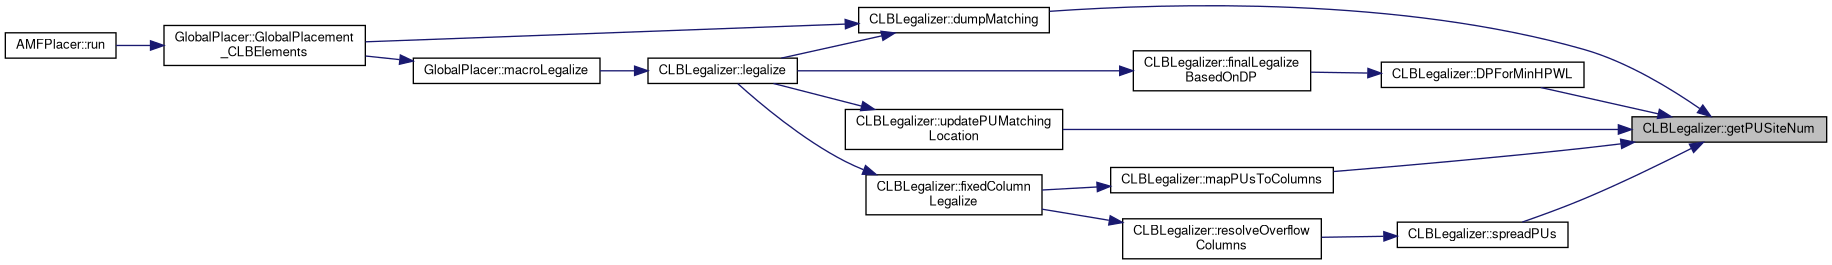 AMFPlacer::run
GlobalPlacer::GlobalPlacement
_CLBElements
GlobalPlacer::macroLegalize
CLBLegalizer::legalize
CLBLegalizer::dumpMatching
CLBLegalizer::finalLegalize
BasedOnDP
CLBLegalizer::DPForMinHPWL
CLBLegalizer::updatePUMatching
Location
CLBLegalizer::getPUSiteNum
CLBLegalizer::fixedColumn
Legalize
CLBLegalizer::mapPUsToColumns
CLBLegalizer::resolveOverflow
Columns
CLBLegalizer::spreadPUs